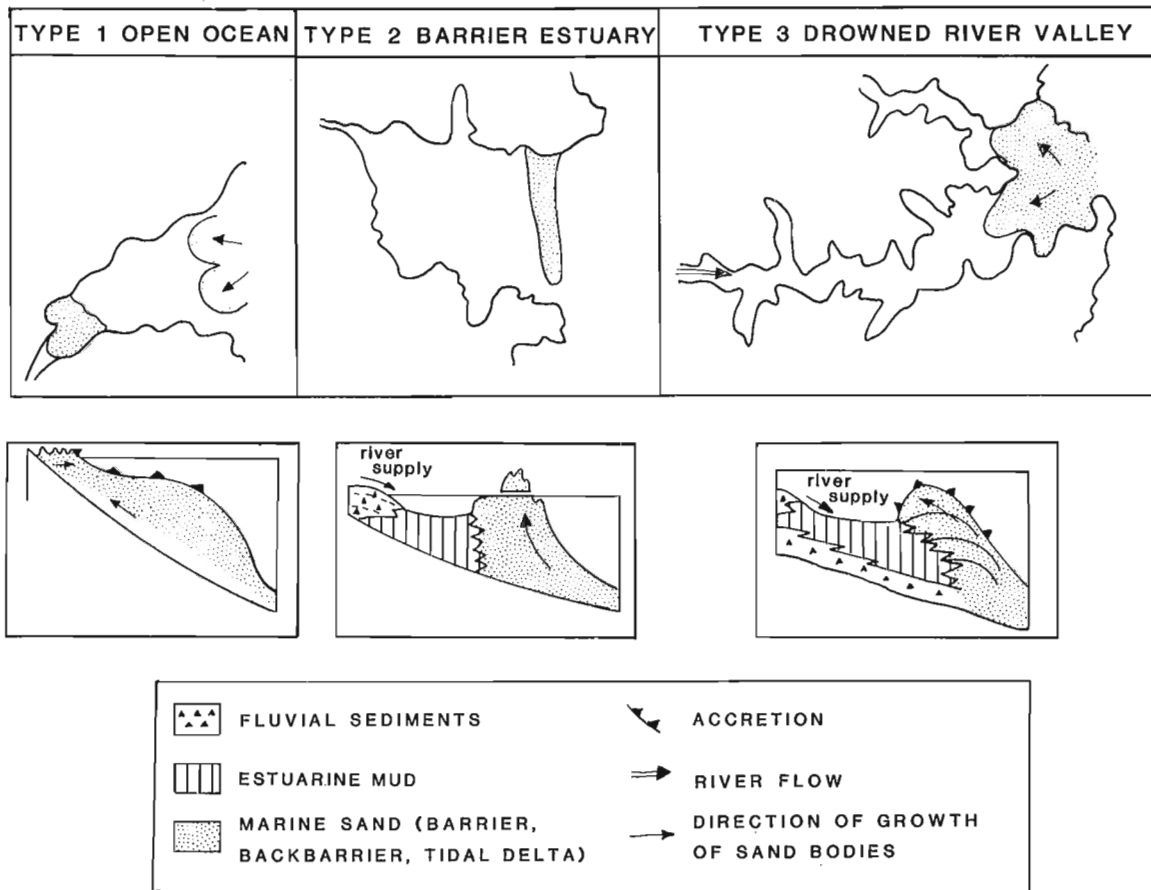 TYPE 1 OPEN OCEAN
TYPE 2 BARRIER ESTUARY
TYPE 3 DROWNED RIVER VALLEY
river
supply
river
supply
FLUVIAL SEDIMENTS
ESTUARINE MUD
MARINE SAND (BARRIER,
BACKBARRIER, TIDAL DELTA)
ACCRETION
RIVER FLOW
DIRECTION OF GROWTH
OF SAND BODIES